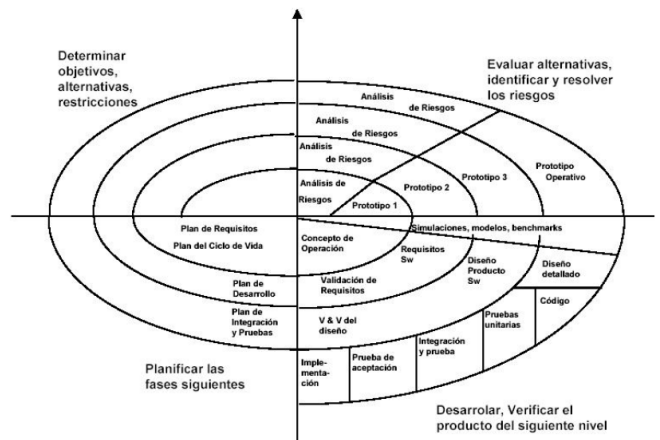 Determinar
objetivos,
alternativas,
restricciones
Evaluar alternativas,
identificar y resolver
los riesgos
Análisis
de Riesgos
Análisis
de Riesgos
Análisis
de Riesgos
Análisis de
Riesgos
Prototipo 1
Prototipo 2
Prototipo 3
Prototipo
Operativo
Simulaciones, modelos, benchmarks
Plan de Requisitos
Plan del Ciclo de Vida
Concepto de
Operación
Requisitos
Sw
Diseño
Producto
Sw
Diseño
detallado
Plan de
Desarrollo
Validación de
Requisitos
Código
Plan de
Integración
y Pruebas
V & V del
diseño
Pruebas
unitarias
Integración
y prueba
Prueba de
aceptación
Imple-
mentación
ción
Planificar las
fases siguientes
Desarrolar, Verificar el
producto del siguiente nivel